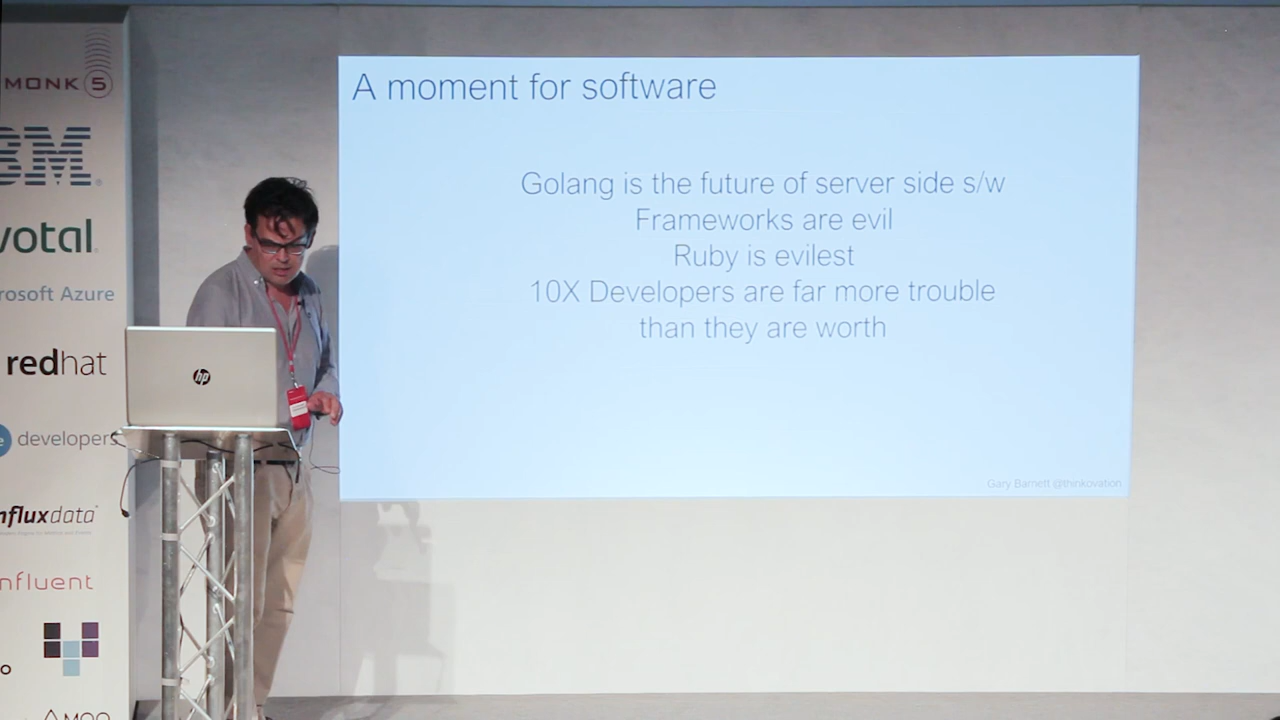 MONK 5
BM
votal
rosoft Azure
redhat
e developers
nfluxdata
nfluent
hp
A moment for software
Golang is the future of server side s/w
Frameworks are evil
Ruby is evilest
10X Developers are far more trouble
than they are worth
Gary Barnett @thinkovation